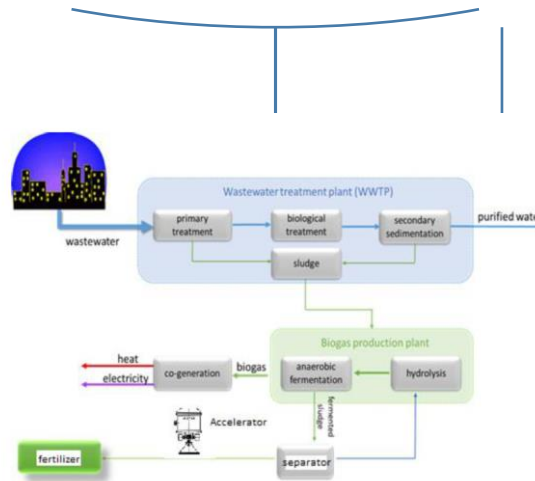 Wastewater treatment plant (WWTP)
primary
treatment
biological
treatment
secondary
sedimentation
purified wate
wastewater
sludge
Biogas production plant
heat
electricity
co-generation
biogas
anaerobic
fermentation
hydrolysis
fermented
sludge
Accelerator
fertilizer
separator